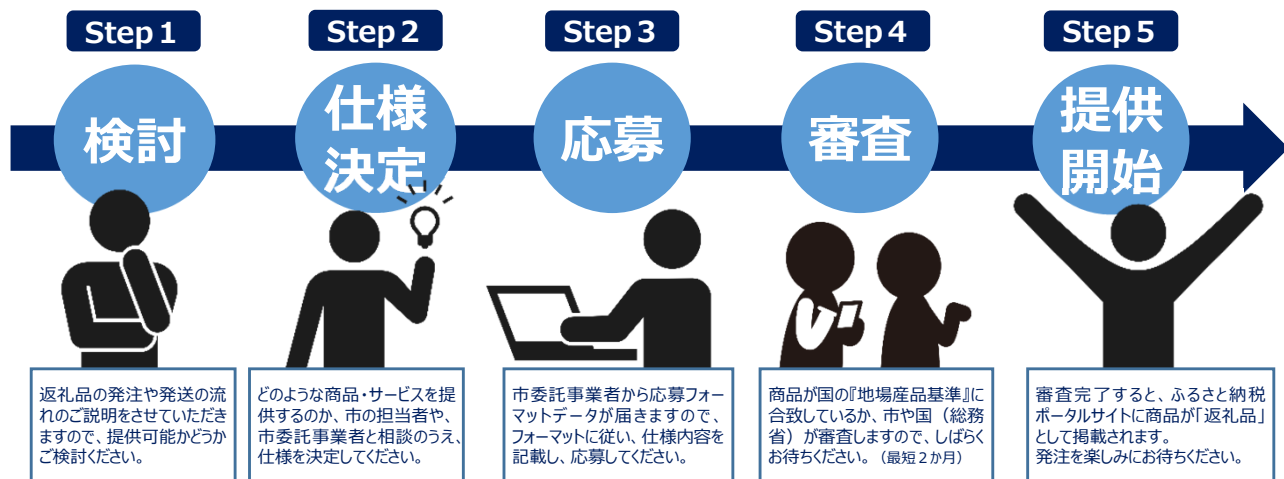 Step 1
Step 2
Step 3
Step 4
Step 5
検討
仕様
決定
応募
審査
提供
開始
返礼品の発注や発送の流
れのご説明をさせていただき
ますので、提供可能かどうか
ご検討ください。
どのような商品・サービスを提
供するのか、市の担当者や、
市委託事業者と相談のうえ、
仕様を決定してください。
市委託事業者から応募フォー
マットデータが届きますので、
フォーマットに従い、仕様内容を
記載し、応募してください。
商品が国の『地場産品基準』に
合致しているか、市や国（総務
省）が審査しますので、しばらく
お待ちください。（最短２か月）
審査完了すると、ふるさと納税
ポータルサイトに商品が「返礼品」
として掲載されます。
発注を楽しみにお待ちください。